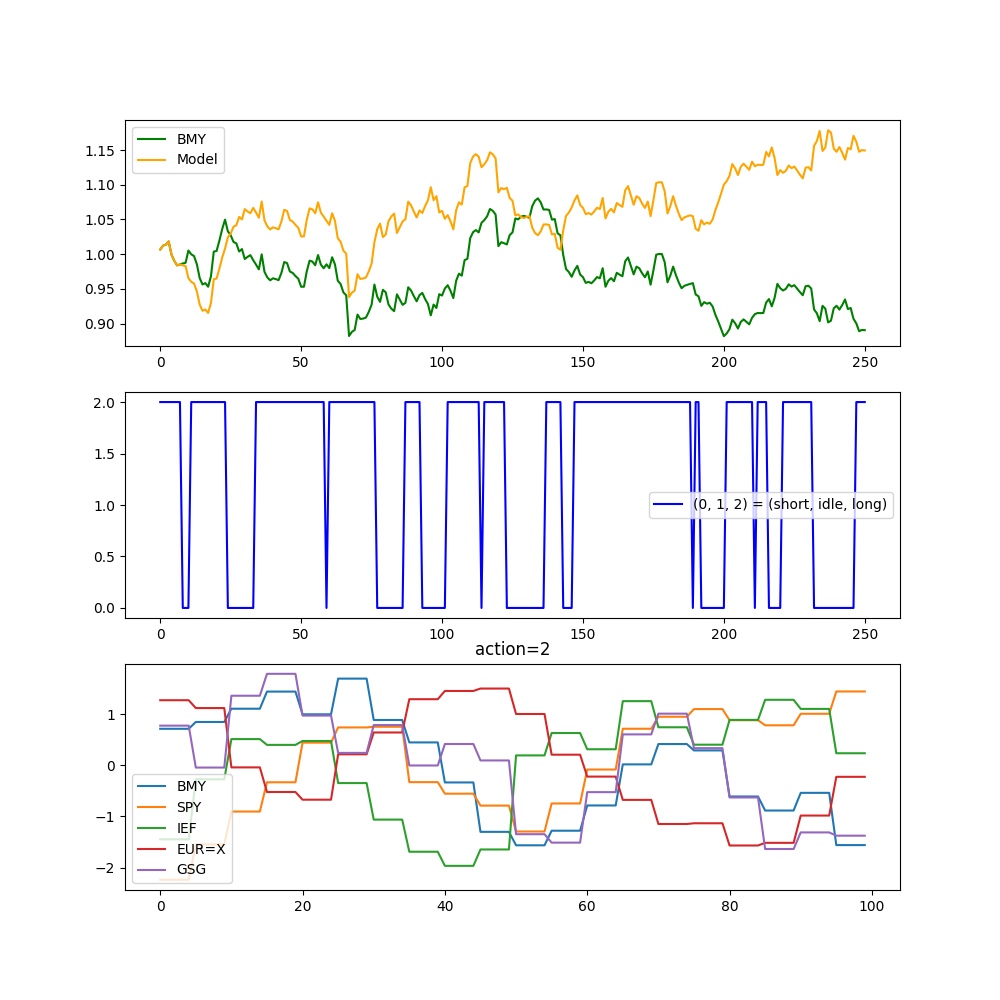 BMY
Model
1.15
1.10
1.05
1.00
0.95
0.90
0 50 100 150 200 250
2.0
1.5
1.0
0.5
0.0
(0, 1, 2) = (short, idle, long)
0 50 100 150 200 250
action=2
1
0
−1
−2
BMY
SPY
IEF
EUR=X
GSG
0 20 40 60 80 100